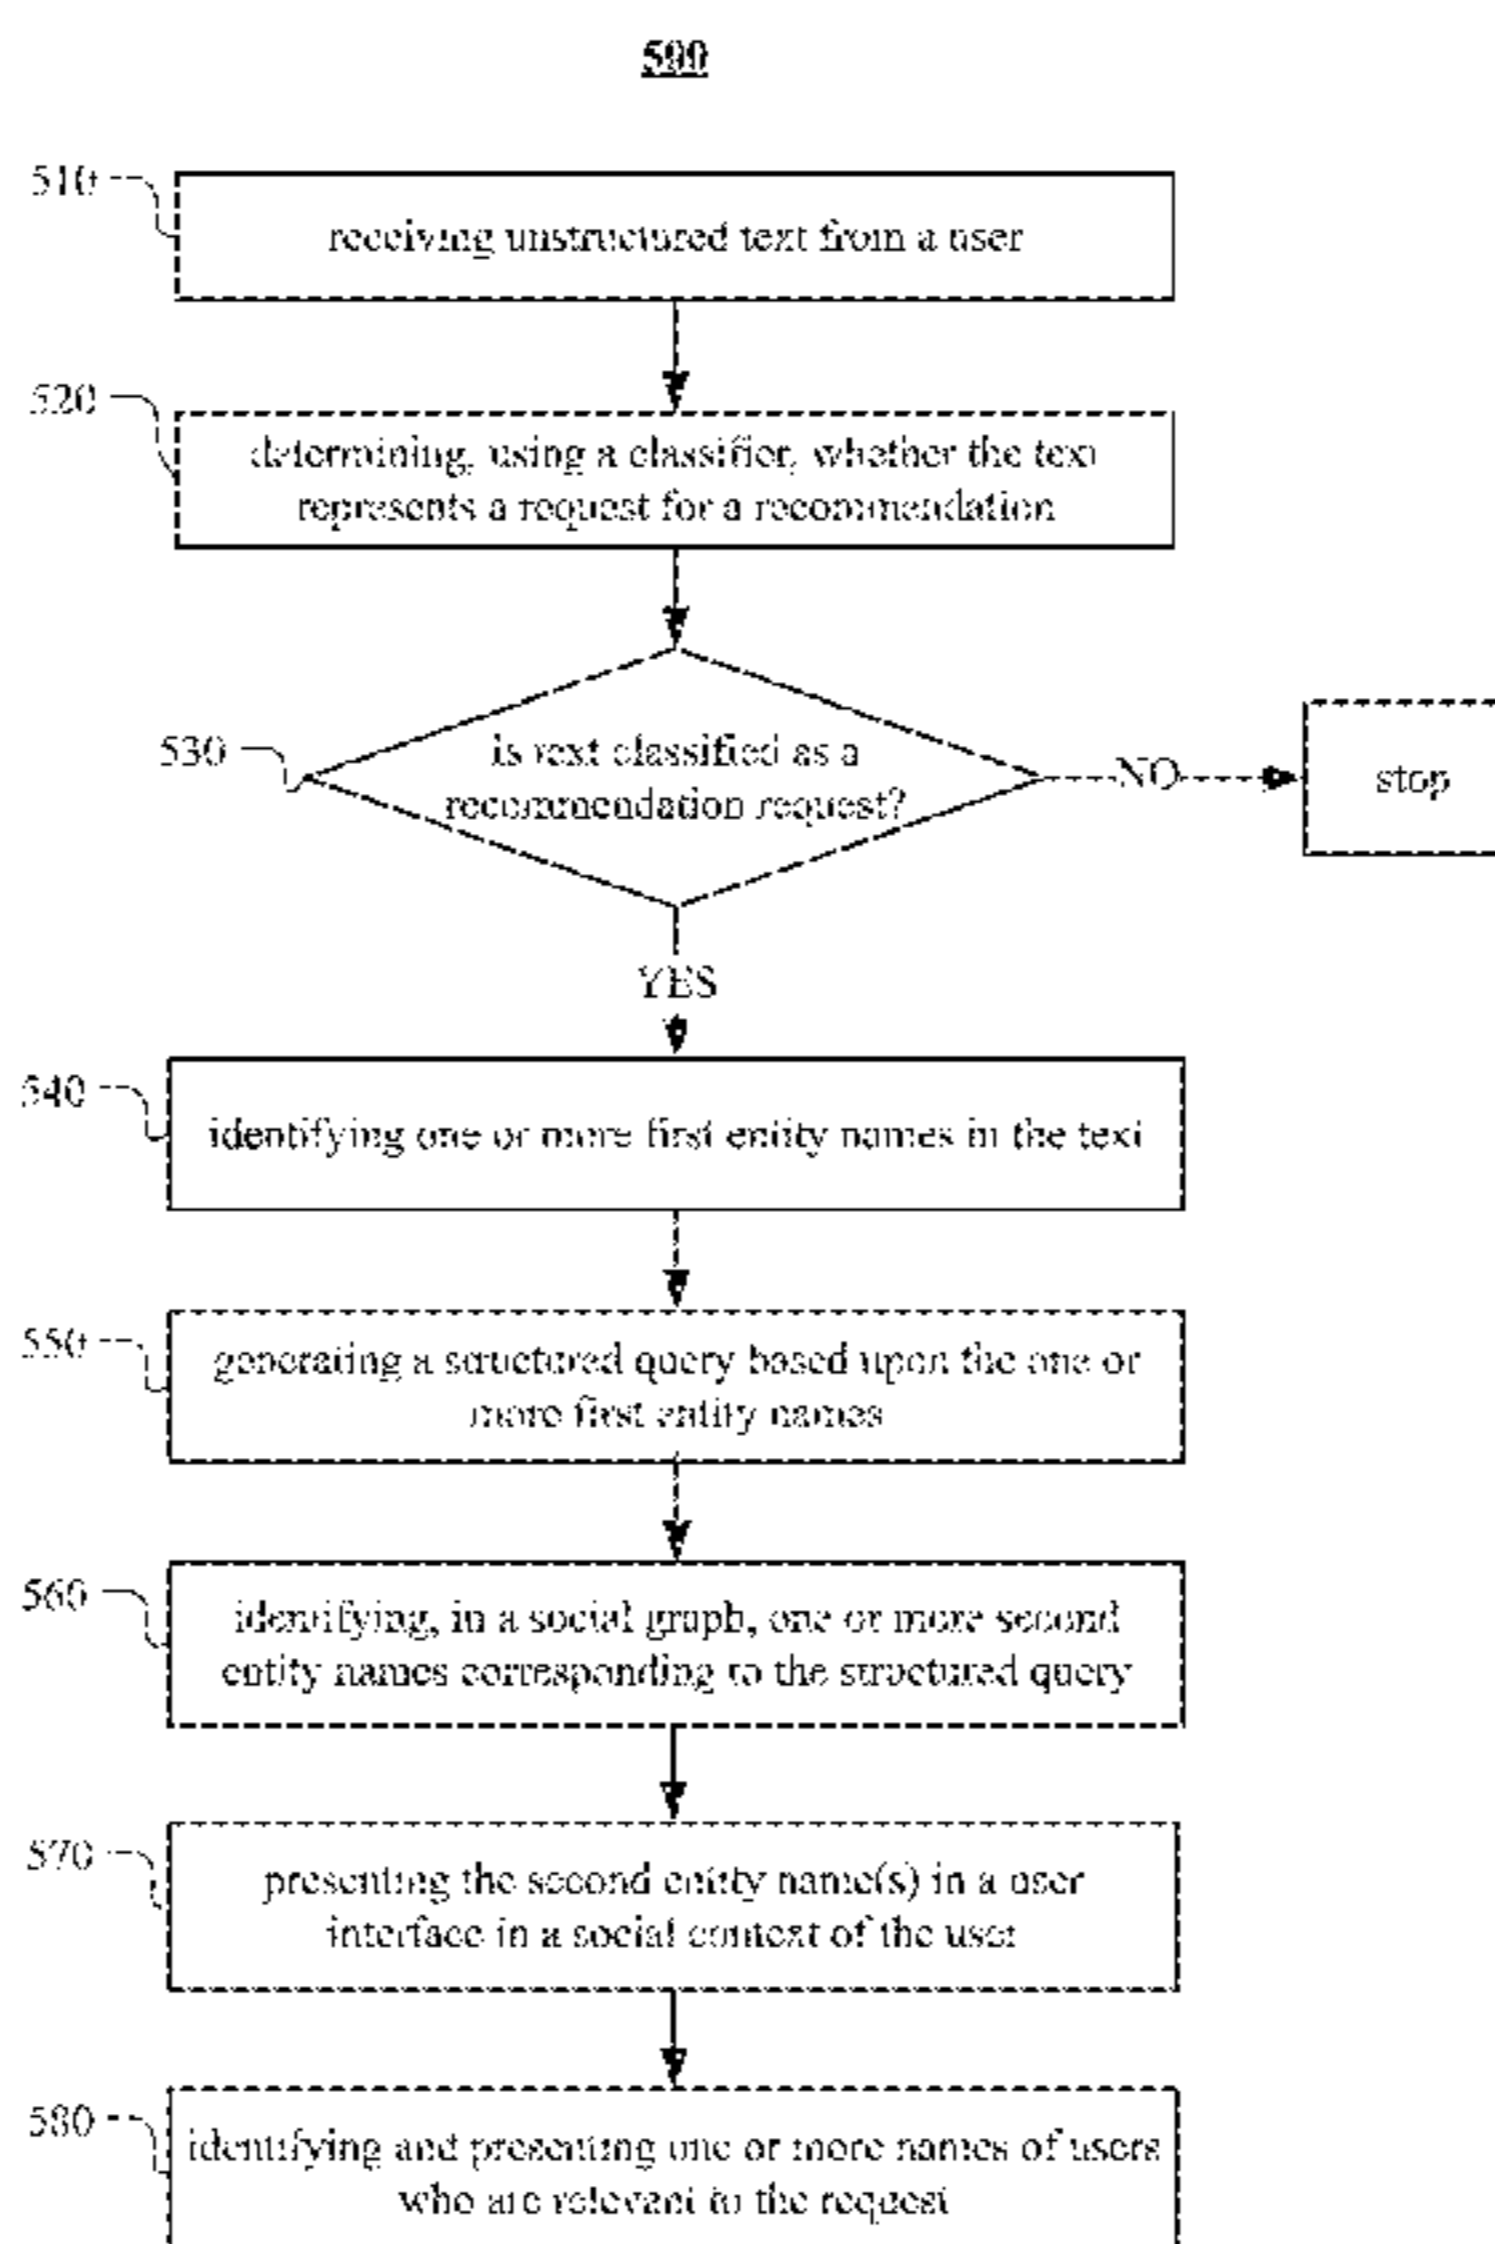 500
510
receiving unstructured text from a user
520
determining, using a classifier, whether the text
represents a request for a recommendation
530
is text classified as a
recommendation request?
NO
stop
YES
540
identifying one or more first entity names in the text
550
generating a structured query based upon the one or
more first entity names
560
identifying, in a social graph, one or more second
entity names corresponding to the structured query
570
presenting the second entity name(s) in a user
interface in a social context of the user
580
identifying and presenting one or more names of users
who are relevant to the request